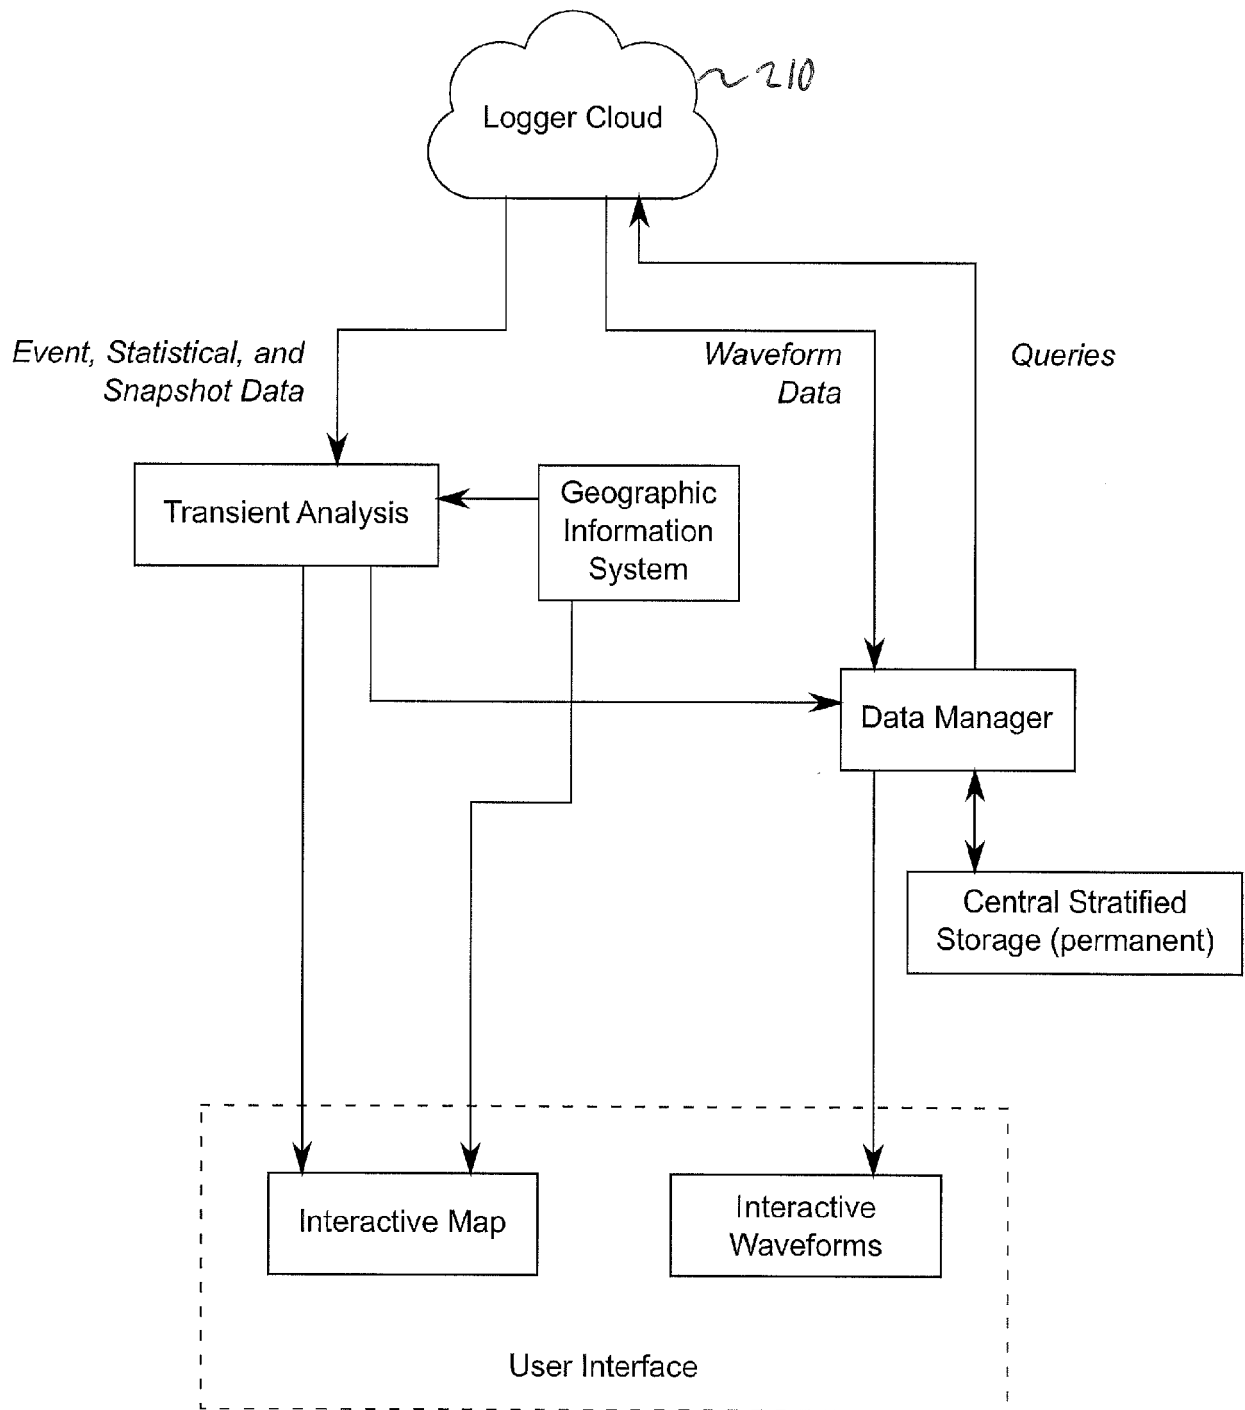 Logger Cloud
210
Event, Statistical, and
Snapshot Data
Waveform
Data
Queries
Transient Analysis
Geographic
Information
System
Data Manager
Central Stratified
Storage (permanent)
Interactive Map
Interactive
Waveforms
User Interface